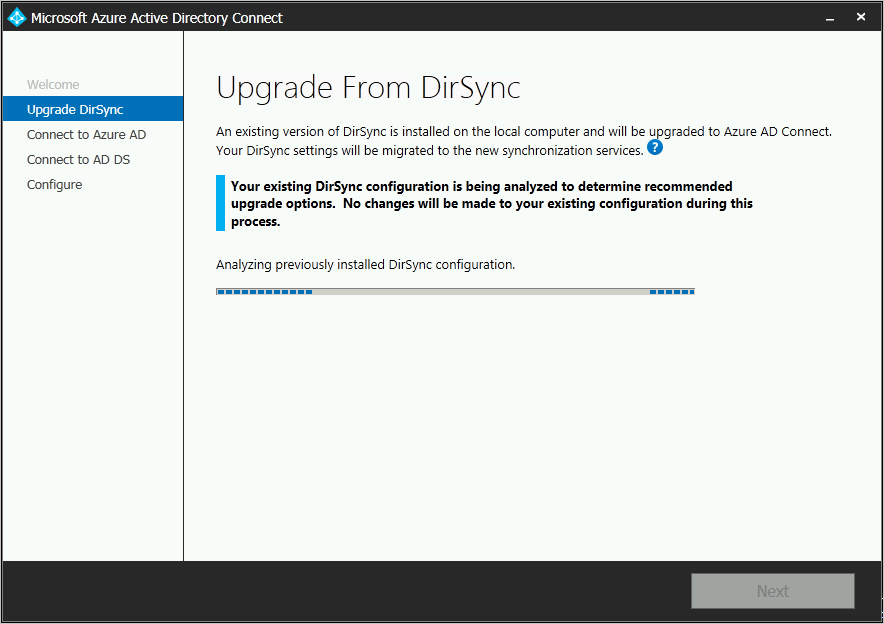 Microsoft Azure Active Directory Connect
Welcome
Upgrade DirSync
Connect to Azure AD
Connect to AD DS
Configure
Upgrade From DirSync
An existing version of DirSync is installed on the local computer and will be upgraded to Azure AD Connect.
Your DirSync settings will be migrated to the new synchronization services. ?
Your existing DirSync configuration is being analyzed to determine recommended
upgrade options.  No changes will be made to your existing configuration during this
process.
Analyzing previously installed DirSync configuration.
Next